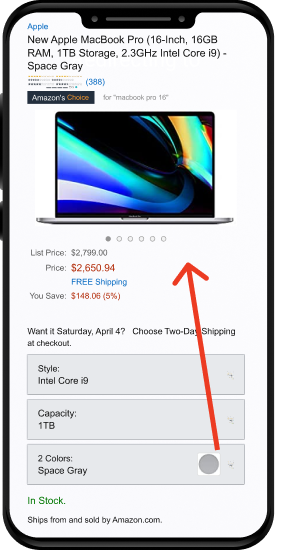 Apple
New Apple MacBook Pro (16-Inch, 16GB
RAM, 1TB Storage, 2.3GHz Intel Core i9) -
Space Gray
(388)
Amazon's Choice for "macbook pro 16"
List Price: $2,799.00
Price: $2,650.94
FREE Shipping
You Save: $148.06 (5%)
Want it Saturday, April 4? Choose Two-Day Shipping
at checkout.
Style:
Intel Core i9
Capacity:
1TB
2 Colors:
Space Gray
In Stock.
Ships from and sold by Amazon.com.